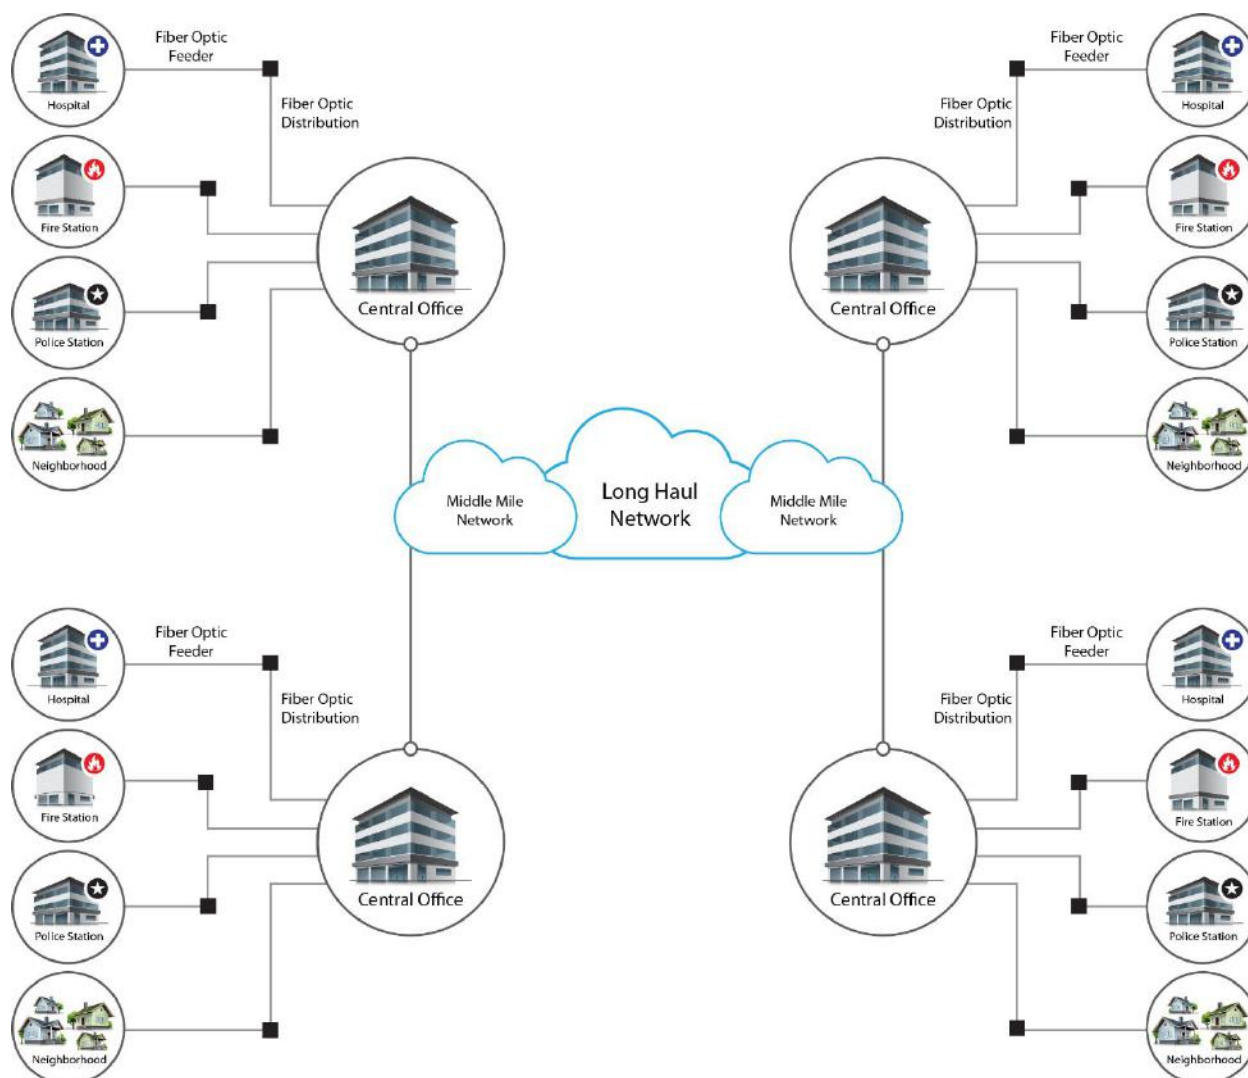 Fiber Optic
Feeder
Hospital
Fiber Optic
Distribution
Fire Station
Police Station
Neighborhood
Central Office
Fiber Optic
Feeder
Hospital
Fiber Optic
Distribution
Fire Station
Police Station
Neighborhood
Central Office
Middle Mile
Network
Long Haul
Network
Middle Mile
Network
Fiber Optic
Feeder
Hospital
Fiber Optic
Distribution
Fire Station
Police Station
Neighborhood
Central Office
Fiber Optic
Feeder
Hospital
Fiber Optic
Distribution
Fire Station
Police Station
Neighborhood
Central Office